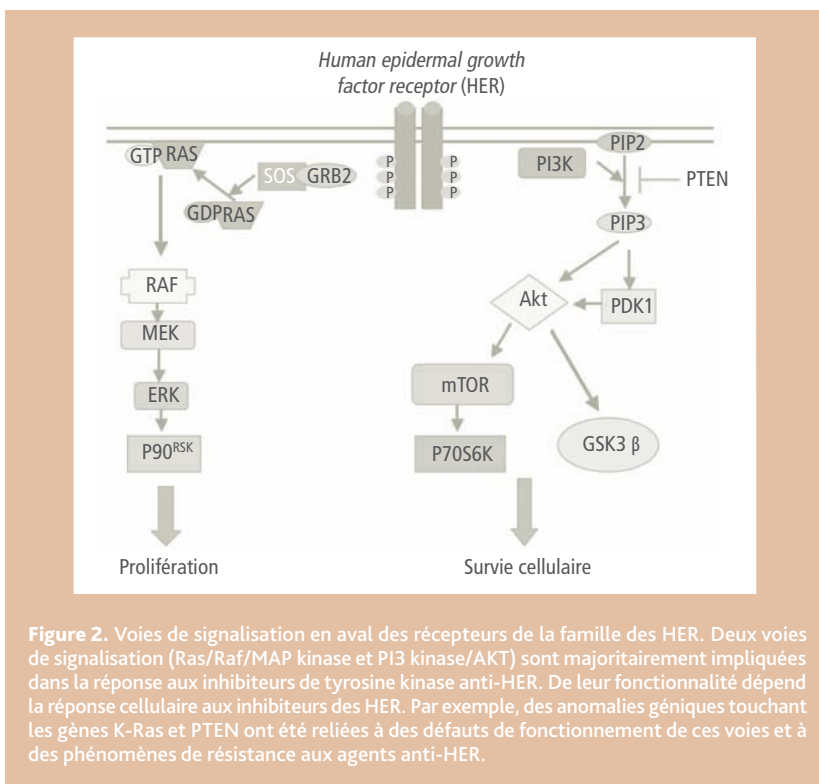 Human epidermal growth
factor receptor (HER)
GTP RAS
SOS GRB2
GDP RAS
P P
P P
P P
PIP2
PI3K
PTEN
PIP3
RAF
Akt
PDK1
MEK
mTOR
ERK
P90RSK
P70S6K
GSK3 β
Prolifération
Survie cellulaire
Figure 2. Voies de signalisation en aval des récepteurs de la famille des HER. Deux voies
de signalisation (Ras/Raf/MAP kinase et PI3 kinase/AKT) sont majoritairement impliquées
dans la réponse aux inhibiteurs de tyrosine kinase anti-HER. De leur fonctionnalité dépend
la réponse cellulaire aux inhibiteurs des HER. Par exemple, des anomalies géniques touchant
les gènes K-Ras et PTEN ont été reliées à des défauts de fonctionnement de ces voies et à
des phénomènes de résistance aux agents anti-HER.